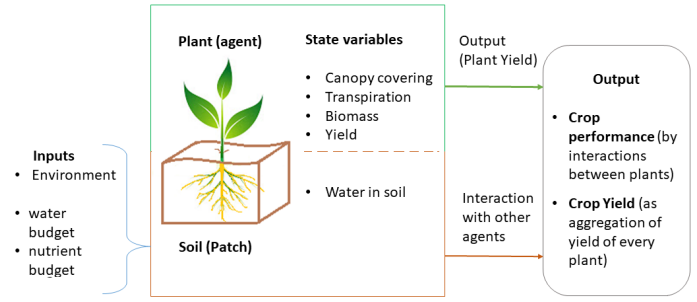 Plant (agent)
State variables
• Canopy covering
• Transpiration
• Biomass
• Yield
• Water in soil
Soil (Patch)
Inputs
• Environment
• water
budget
• nutrient
budget
Output
(Plant Yield)
Interaction
with other
agents
Output
• Crop
performance (by
interactions
between plants)
• Crop Yield (as
aggregation of
yield of every
plant)